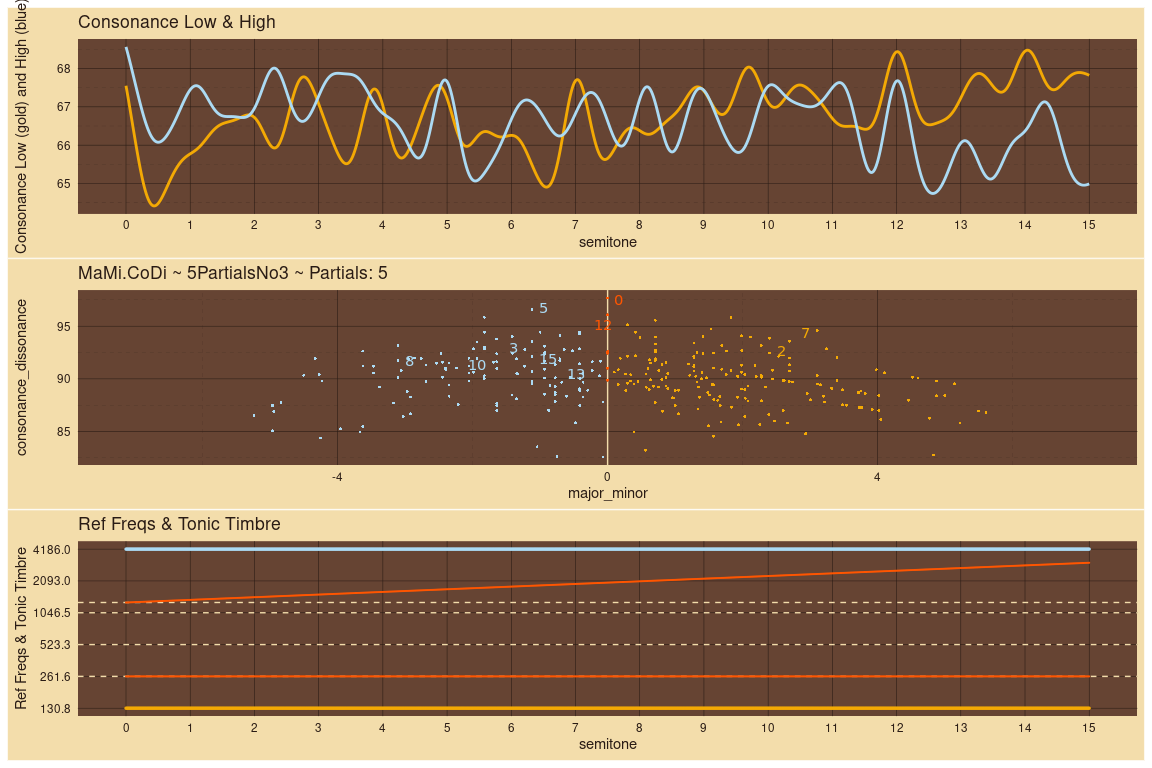 Consonance Low & High
Consonance Low (gold) and High (blue)
68
67
66
65
0 1 2 3 4 5 6 7 8 9 10 11 12 13 14 15
semitone
MaMi.CoDi ~ 5PartialsNo3 ~ Partials: 5
consonance_dissonance
95
90
85
0
5
12
7
3
2
8
10
15
13
-4 0 4
major_minor
Ref Freqs & Tonic Timbre
Ref Freqs & Tonic Timbre
4186.0
2093.0
1046.5
523.3
261.6
130.8
0 1 2 3 4 5 6 7 8 9 10 11 12 13 14 15
semitone